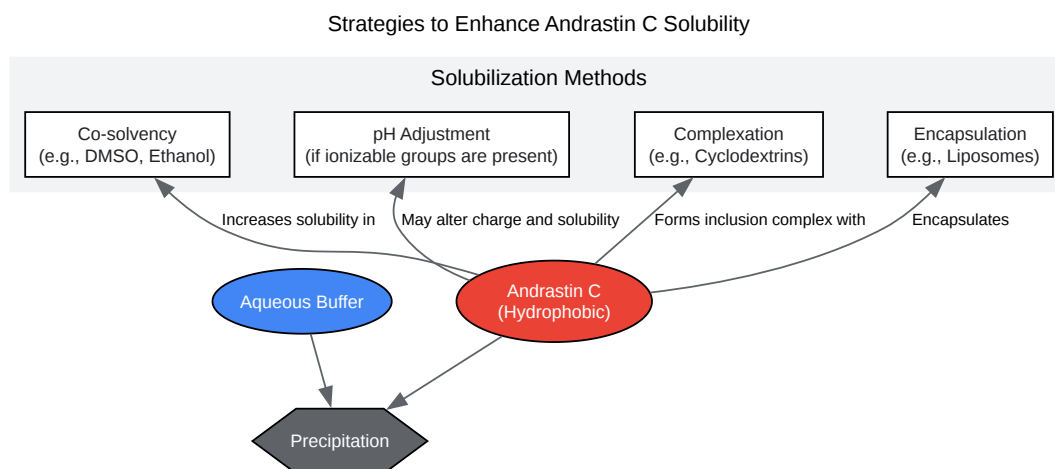 Strategies to Enhance Andrastin C Solubility
Solubilization Methods
Co-solvency
(e.g., DMSO, Ethanol)
pH Adjustment
(if ionizable groups are present)
Complexation
(e.g., Cyclodextrins)
Encapsulation
(e.g., Liposomes)
Increases solubility in
May alter charge and solubility
Forms inclusion complex with
Encapsulates
Aqueous Buffer
Andrastin C
(Hydrophobic)
Precipitation